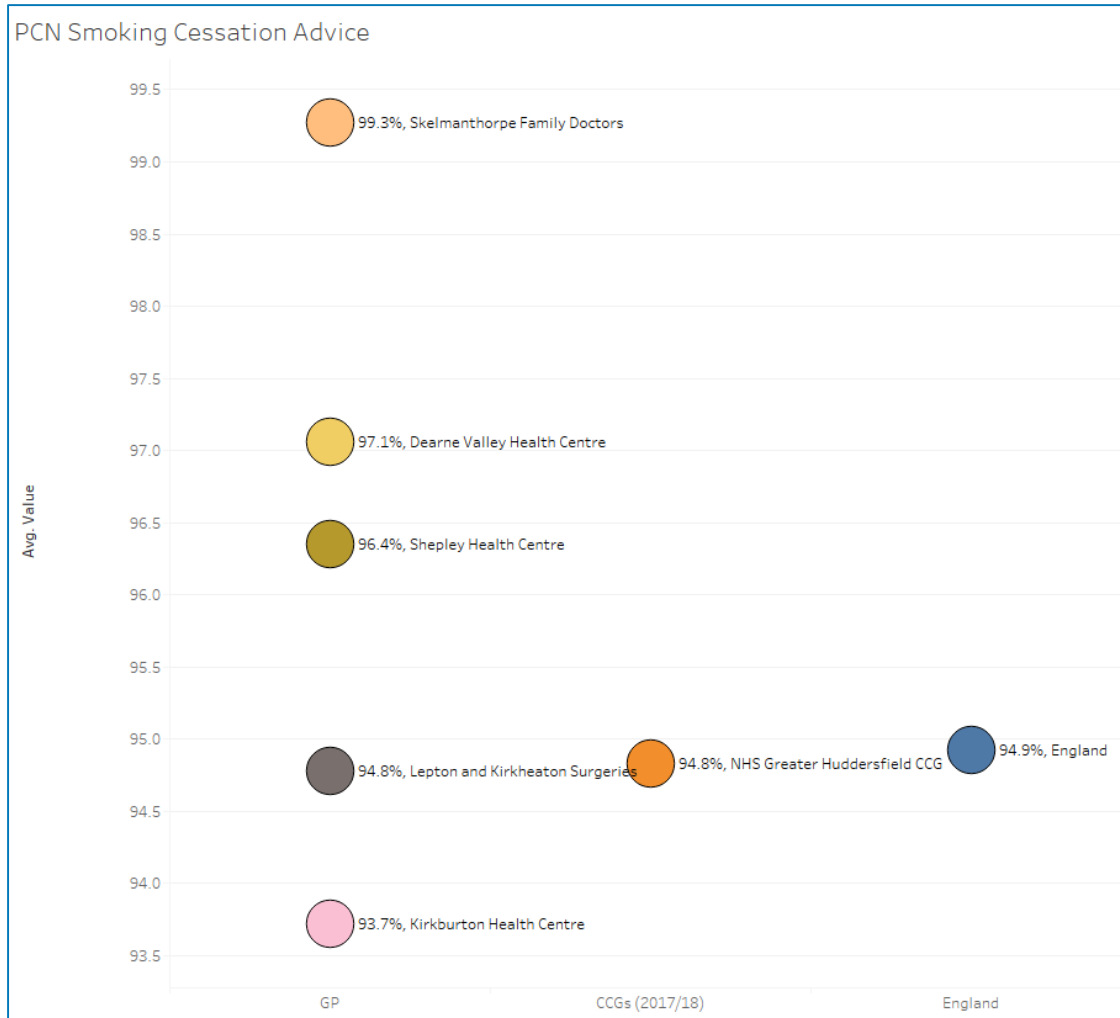 PCN Smoking Cessation Advice
99.5
99.3%, Skelmanthorpe Family Doctors
99.0
98.5
98.0
97.5
97.1%, Dearne Valley Health Centre
97.0
96.5
96.4%, Shepley Health Centre
96.0
95.5
95.0
94.9%, England
94.8%, NHS Greater Huddersfield CCG
94.8%, Lepton and Kirkheaton Surgeries
94.5
94.0
93.7%, Kirkburton Health Centre
93.5
Avg. Value
GP
CCGs (2017/18)
England